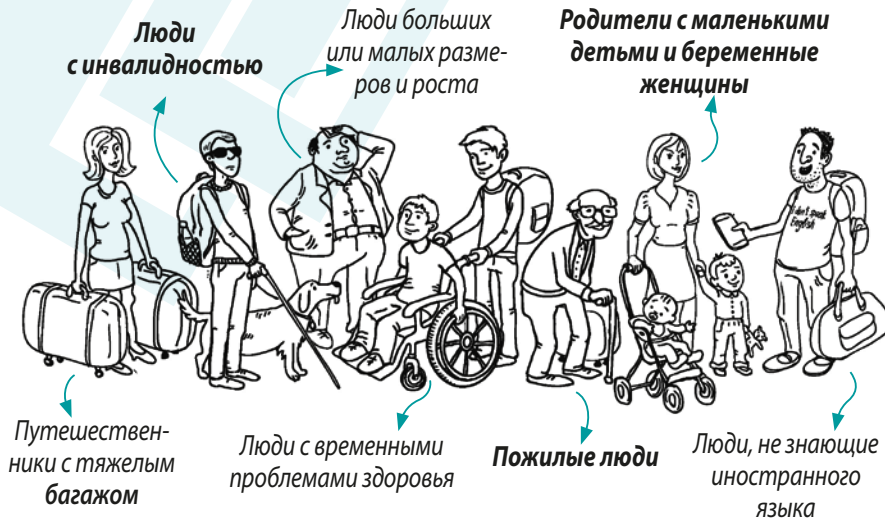 Люди
с инвалидностью
Люди больших
или малых разме-
ров и роста
Родители с маленькими
детьми и беременные
женщины
I don't speak
English
Путешествен-
ники с тяжелым
багажом
Люди с временными
проблемами здоровья
Пожилые люди
Люди, не знающие
иностранного
языка